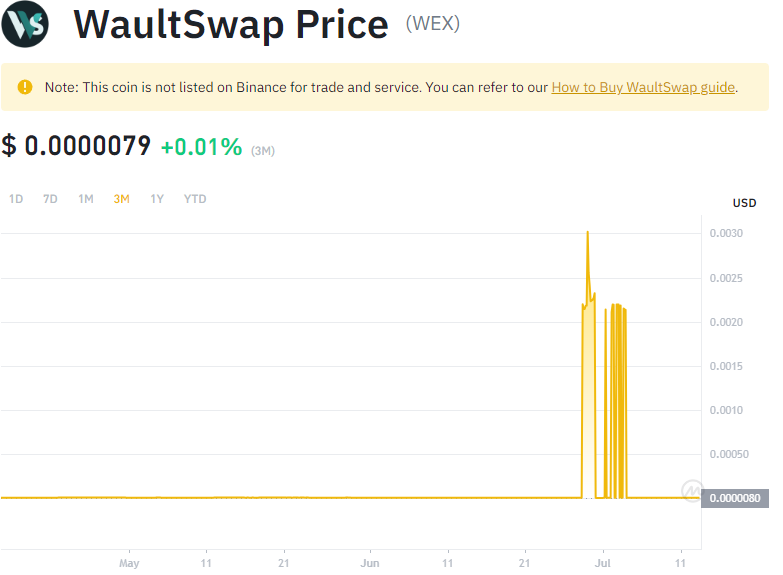 WaultSwap Price (WEX)
Note: This coin is not listed on Binance for trade and service. You can refer to our How to Buy WaultSwap guide.
$ 0.0000079 +0.01% (3M)
1D 7D 1M 3M 1Y YTD
USD
0.0030
0.0025
0.0020
0.0015
0.0010
0.00050
0.0000080
May 11 21 Jun 11 21 Jul 11